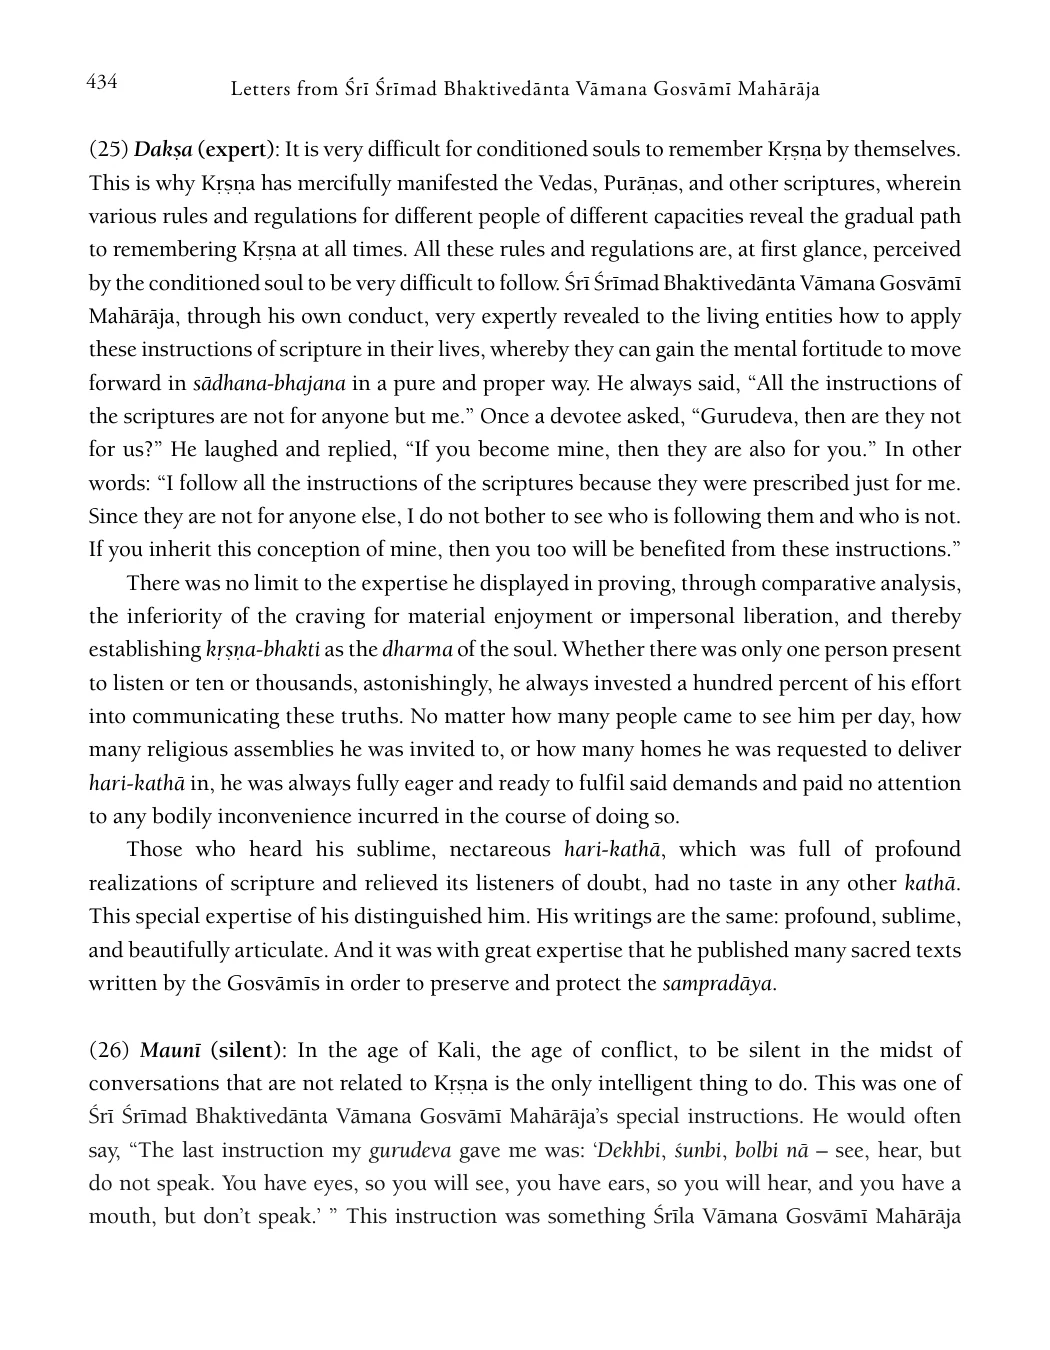 434
Letters from Śrī Śrīmad Bhaktivedānta Vāmana Gosvāmī Mahārāja
(25) Dakṣa (expert): It is very difficult for conditioned souls to remember Kṛṣṇa by themselves.
This is why Kṛṣṇa has mercifully manifested the Vedas, Purāṇas, and other scriptures, wherein
various rules and regulations for different people of different capacities reveal the gradual path
to remembering Kṛṣṇa at all times. All these rules and regulations are, at first glance, perceived
by the conditioned soul to be very difficult to follow. Śrī Śrīmad Bhaktivedānta Vāmana Gosvāmī
Mahārāja, through his own conduct, very expertly revealed to the living entities how to apply
these instructions of scripture in their lives, whereby they can gain the mental fortitude to move
forward in sādhana-bhajana in a pure and proper way. He always said, “All the instructions of
the scriptures are not for anyone but me.” Once a devotee asked, “Gurudeva, then are they not
for us?” He laughed and replied, “If you become mine, then they are also for you.” In other
words: “I follow all the instructions of the scriptures because they were prescribed just for me.
Since they are not for anyone else, I do not bother to see who is following them and who is not.
If you inherit this conception of mine, then you too will be benefited from these instructions.”
There was no limit to the expertise he displayed in proving, through comparative analysis,
the inferiority of the craving for material enjoyment or impersonal liberation, and thereby
establishing kṛṣṇa-bhakti as the dharma of the soul. Whether there was only one person present
to listen or ten or thousands, astonishingly, he always invested a hundred percent of his effort
into communicating these truths. No matter how many people came to see him per day, how
many religious assemblies he was invited to, or how many homes he was requested to deliver
hari-kathā in, he was always fully eager and ready to fulfil said demands and paid no attention
to any bodily inconvenience incurred in the course of doing so.
Those who heard his sublime, nectareous hari-kathā, which was full of profound
realizations of scripture and relieved its listeners of doubt, had no taste in any other kathā.
This special expertise of his distinguished him. His writings are the same: profound, sublime,
and beautifully articulate. And it was with great expertise that he published many sacred texts
written by the Gosvāmīs in order to preserve and protect the sampradāya.
(26) Maunī (silent): In the age of Kali, the age of conflict, to be silent in the midst of
conversations that are not related to Kṛṣṇa is the only intelligent thing to do. This was one of
Śrī Śrīmad Bhaktivedānta Vāmana Gosvāmī Mahārāja’s special instructions. He would often
say, “The last instruction my gurudeva gave me was: ‘Dekhbi, śunbi, bolbi nā – see, hear, but
do not speak. You have eyes, so you will see, you have ears, so you will hear, and you have a
mouth, but don’t speak.’ ” This instruction was something Śrīla Vāmana Gosvāmī Mahārāja